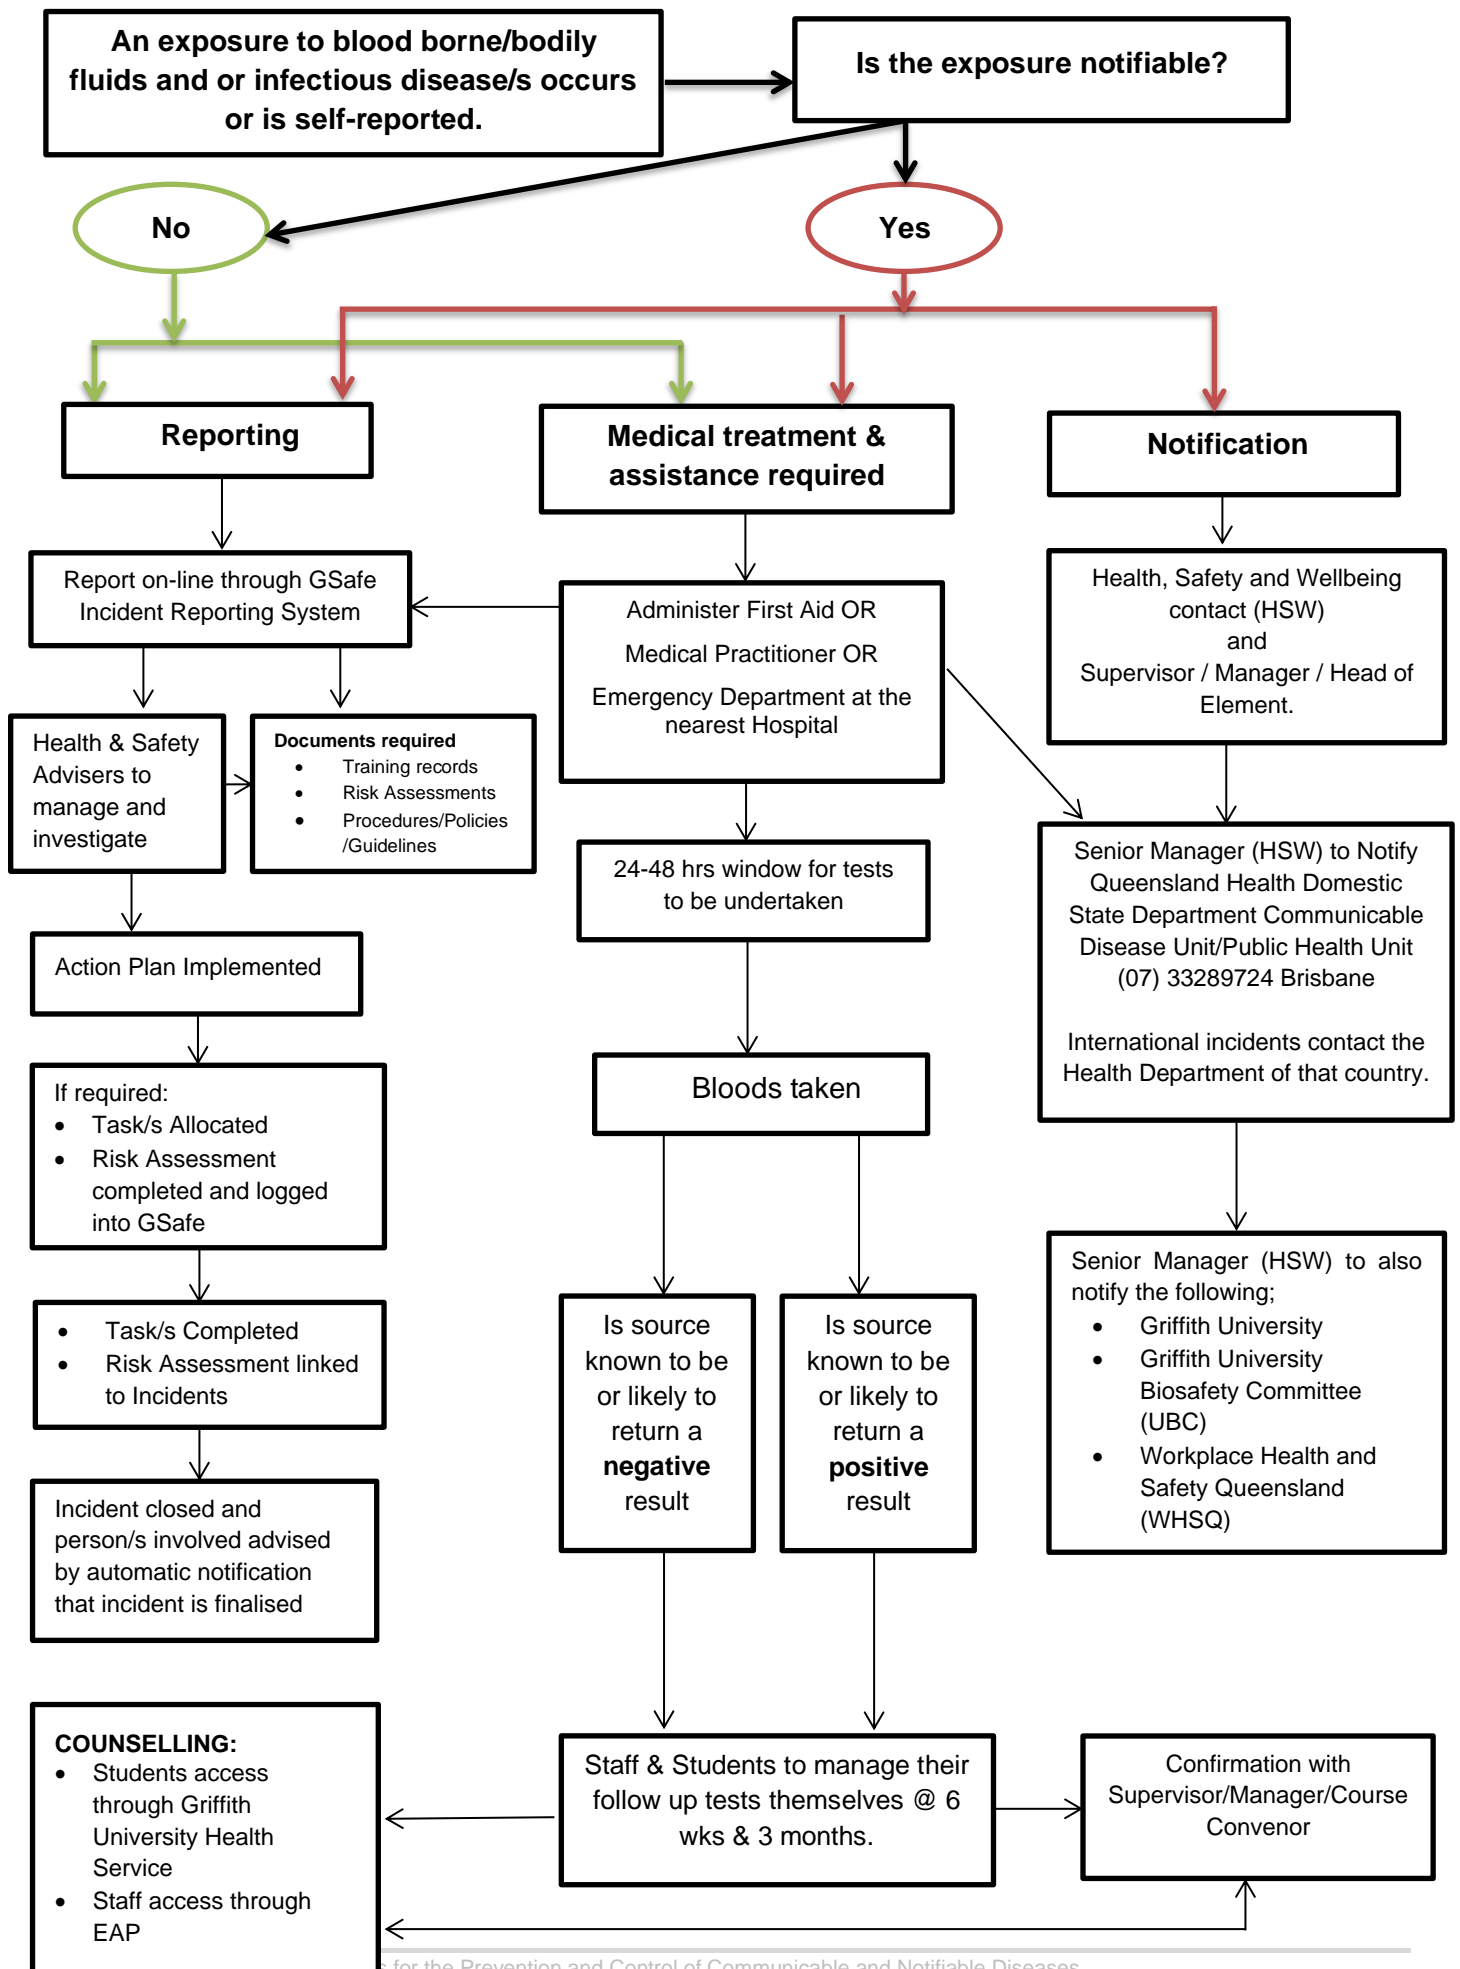 An exposure to blood borne/bodily
fluids and or infectious disease/s occurs
or is self-reported.
Is the exposure notifiable?
No
Yes
Reporting
Medical treatment &
assistance required
Notification
Report on-line through GSafe
Incident Reporting System
Administer First Aid OR
Medical Practitioner OR
Emergency Department at the
nearest Hospital
Health, Safety and Wellbeing
contact (HSW)
and
Supervisor / Manager / Head of
Element.
Health & Safety
Advisers to
manage and
investigate
Documents required
• Training records
• Risk Assessments
• Procedures/Policies
/Guidelines
24-48 hrs window for tests
to be undertaken
Senior Manager (HSW) to Notify
Queensland Health Domestic
State Department Communicable
Disease Unit/Public Health Unit
(07) 33289724 Brisbane
International incidents contact the
Health Department of that country.
Action Plan Implemented
Bloods taken
If required:
• Task/s Allocated
• Risk Assessment
completed and logged
into GSafe
Senior Manager (HSW) to also
notify the following;
• Griffith University
• Griffith University
Biosafety Committee
(UBC)
• Workplace Health and
Safety Queensland
(WHSQ)
• Task/s Completed
• Risk Assessment linked
to Incidents
Is source
known to be
or likely to
return a
negative
result
Is source
known to be
or likely to
return a
positive
result
Incident closed and
person/s involved advised
by automatic notification
that incident is finalised
COUNSELLING:
• Students access
through Griffith
University Health
Service
• Staff access through
EAP
Staff & Students to manage their
follow up tests themselves @ 6
wks & 3 months.
Confirmation with
Supervisor/Manager/Course
Convenor
for the Prevention and Control of Communicable and Notifiable Diseases